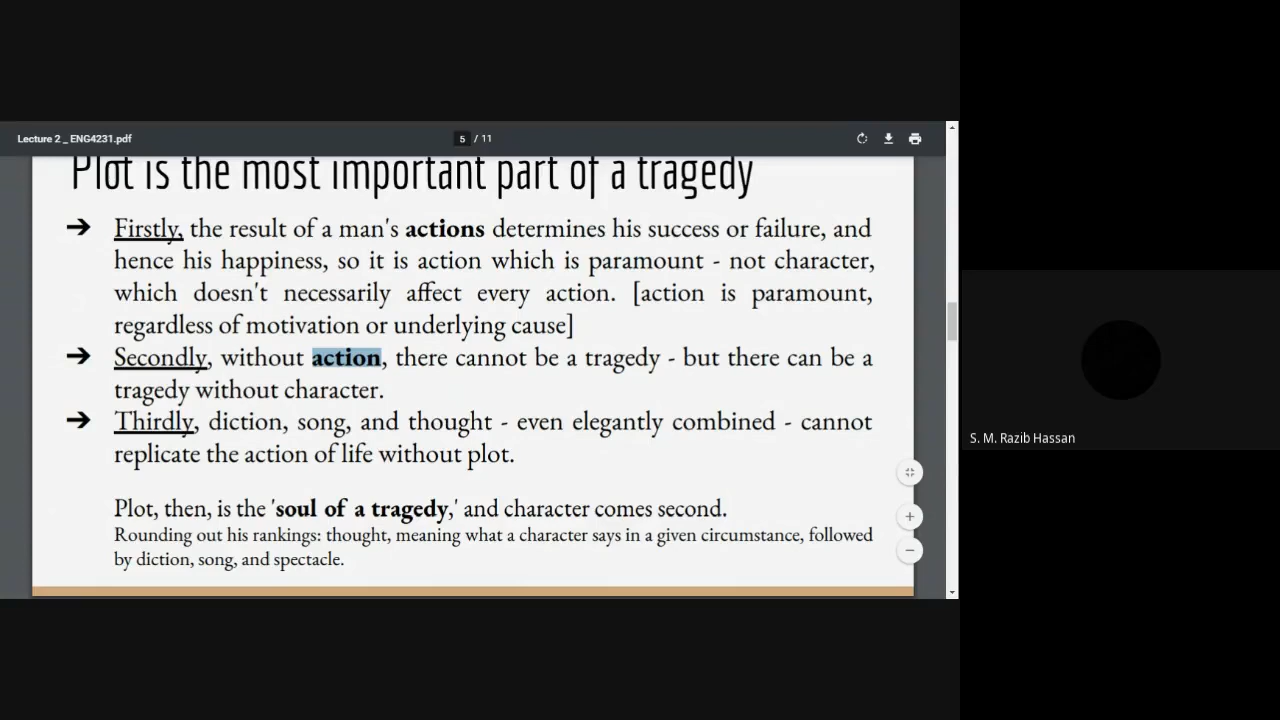 Lecture 2 _ ENG4231.pdf
5 / 11
Plot is the most important part of a tragedy
➔ Firstly, the result of a man's actions determines his success or failure, and
hence his happiness, so it is action which is paramount - not character,
which doesn't necessarily affect every action. [action is paramount,
regardless of motivation or underlying cause]
➔ Secondly, without action, there cannot be a tragedy - but there can be a
tragedy without character.
➔ Thirdly, diction, song, and thought - even elegantly combined - cannot
replicate the action of life without plot.
Plot, then, is the 'soul of a tragedy,' and character comes second.
Rounding out his rankings: thought, meaning what a character says in a given circumstance, followed
by diction, song, and spectacle.
S. M. Razib Hassan